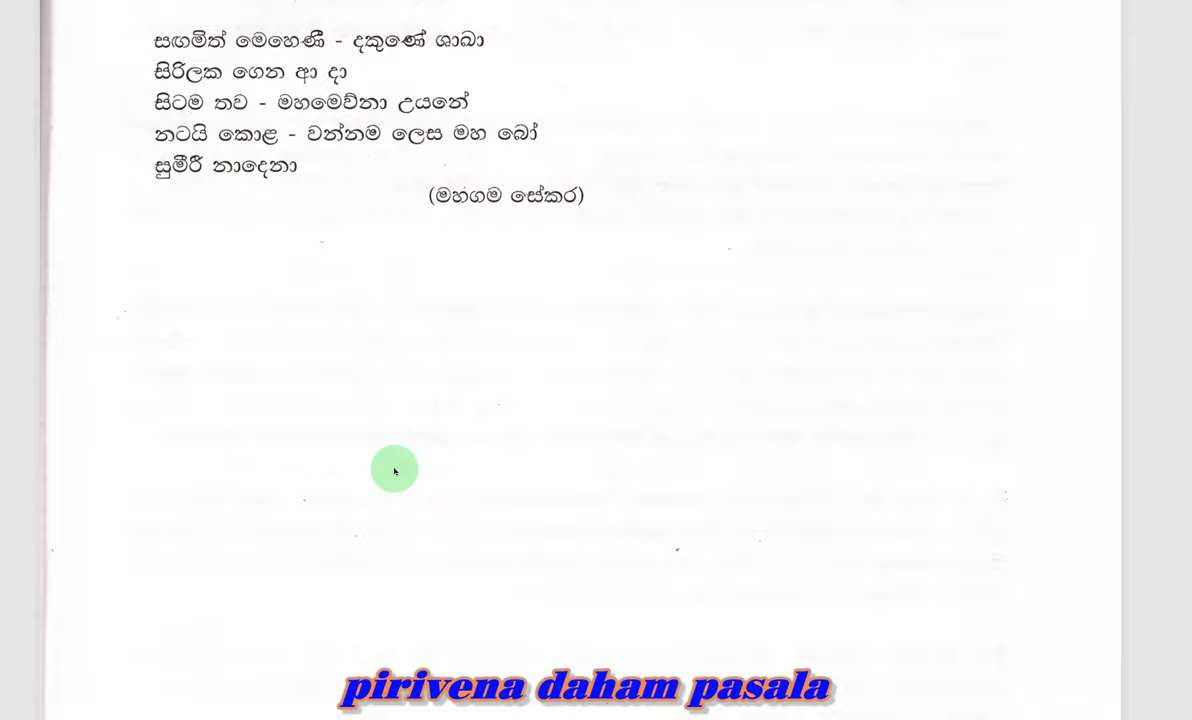 සඟමිත් මෙහෙණී - දකුණේ ශාඛා
සිරිලක ගෙන ආ දා
සිටම තව - මහමෙව්නා උයනේ
නටයි කොළ - වන්නම ලෙස මහ බෝ
සුමීරී නාදෙනා
(මහගම සේකර)
pirivena daham pasala